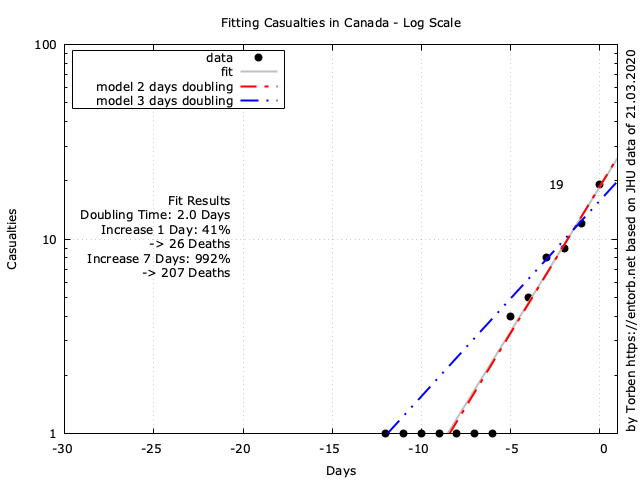 Fitting Casualties in Canada - Log Scale
100
10
1
Casualties
data
fit
model 2 days doubling
model 3 days doubling
Fit Results
Doubling Time: 2.0 Days
Increase 1 Day: 41%
-> 26 Deaths
Increase 7 Days: 992%
-> 207 Deaths
19
-30
-25
-20
-15
-10
-5
0
Days
by Torben https://entorb.net based on JHU data of 21.03.2020